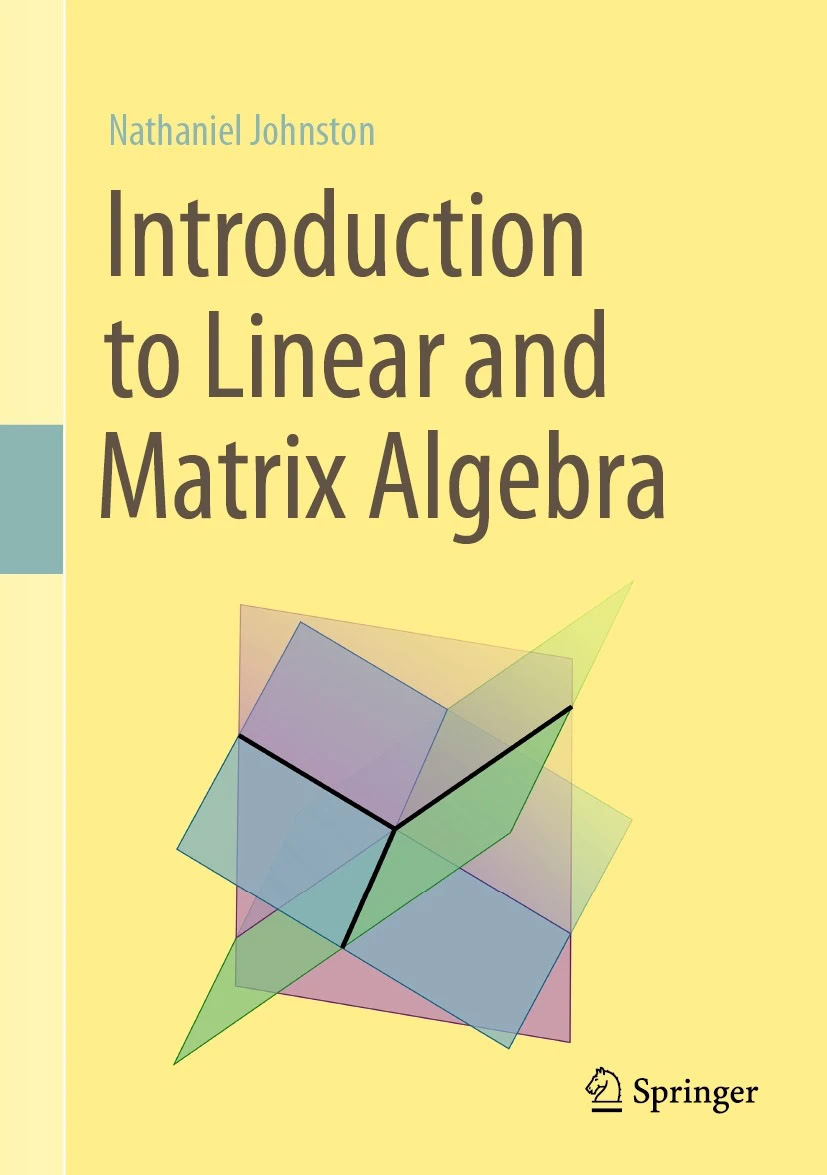 Nathaniel Johnston
Introduction
to Linear and
Matrix Algebra
Springer